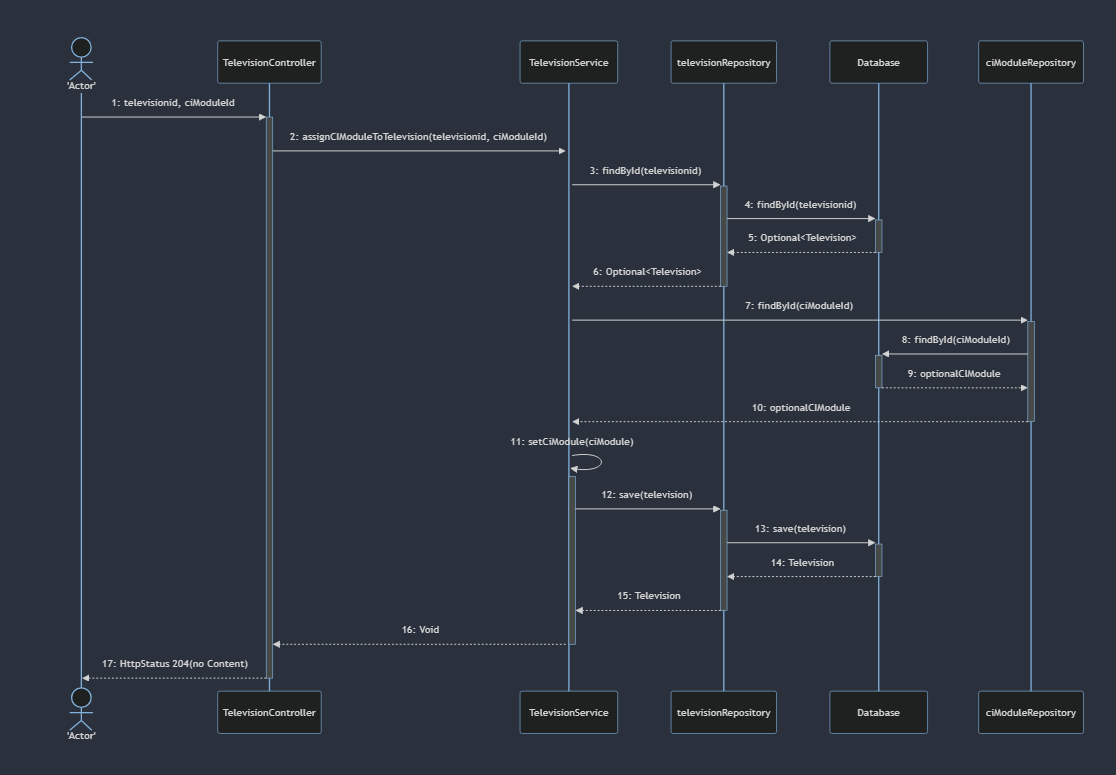 TelevisionController
TelevisionService
televisionRepository
Database
ciModuleRepository
'Actor'
1: televisionid, ciModuleId
2: assignCIModuleToTelevision(televisionid, ciModuleId)
3: findById(televisionid)
4: findById(televisionid)
5: Optional<Television>
6: Optional<Television>
7: findById(ciModuleId)
8: findById(ciModuleId)
9: optionalCIModule
10: optionalCIModule
11: setCiModule(ciModule)
12: save(television)
13: save(television)
14: Television
15: Television
16: Void
17: HttpStatus 204(no Content)
TelevisionController
TelevisionService
televisionRepository
Database
ciModuleRepository
'Actor'